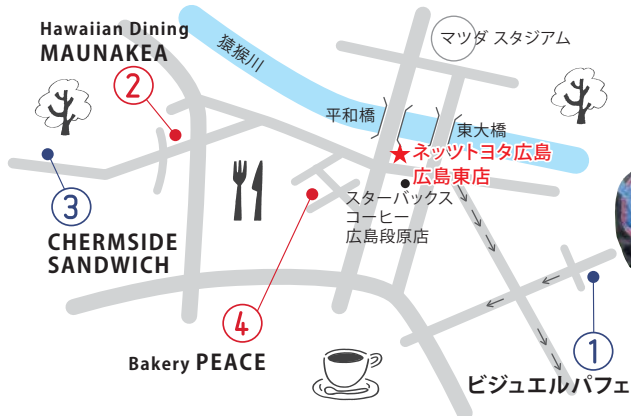 Hawaiian Dining
MAUNAKEA
②
猿猴川
マツダ スタジアム
平和橋
東大橋
★ネッツトヨタ広島
広島東店
スターバックス
コーヒー
広島段原店
③
CHERMSIDE
SANDWICH
④
Bakery PEACE
①
ビジュエルパフェ